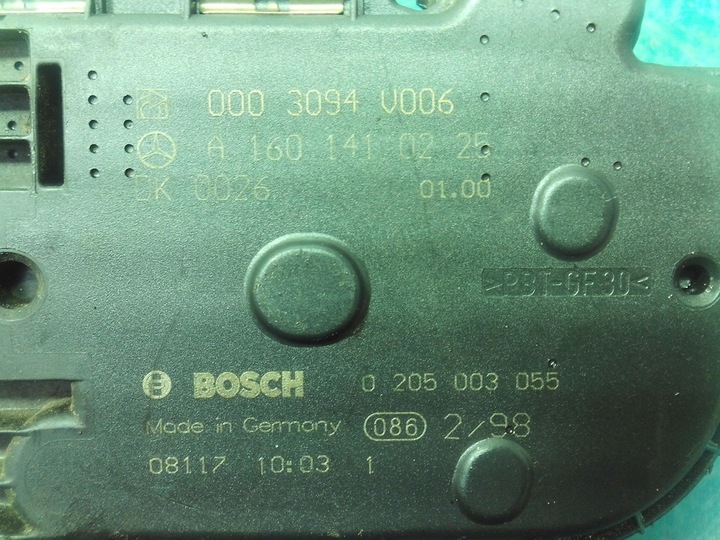 000 3094 V006
A 160 141 02 25
DK 0026 01.00
>PBT-GF30<
BOSCH 0 205 003 055
Made in Germany 086 2/98
08117 10:03 1